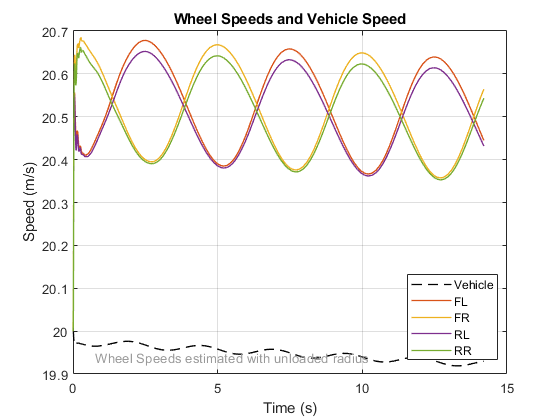 Wheel Speeds and Vehicle Speed
20.7
20.6
20.5
20.4
20.3
20.2
20.1
20
19.9
Speed (m/s)
Vehicle
FL
FR
RL
RR
Wheel Speeds estimated with unloaded radius
0
5
10
15
Time (s)